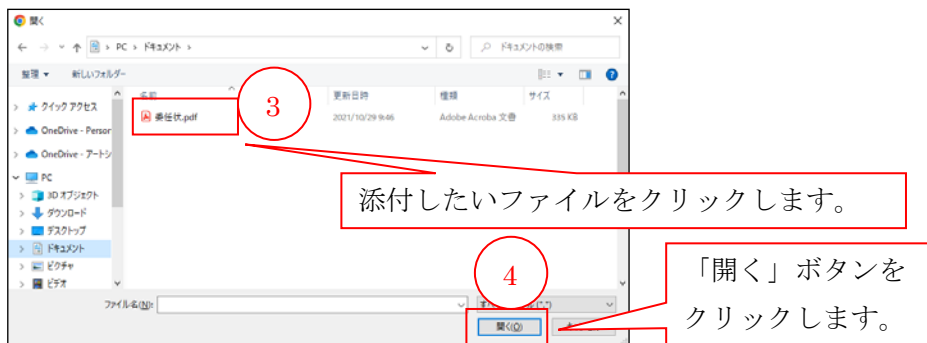 開く
PC > ドキュメント >
ドキュメントの検索
整理 ▼ 新しいフォルダー
名前 更新日時 種類 サイズ
3
クイック アクセス
委任状.pdf 2021/10/29 9:46 Adobe Acroba 文書 335 KB
OneDrive - Person
OneDrive - アートシ
PC
3D オブジェクト
ダウンロード
デスクトップ
ドキュメント
ピクチャ
ビデオ
添付したいファイルをクリックします。
4
「開く」ボタンを
クリックします。
ファイル名(N):
(*.*)
開く(O)